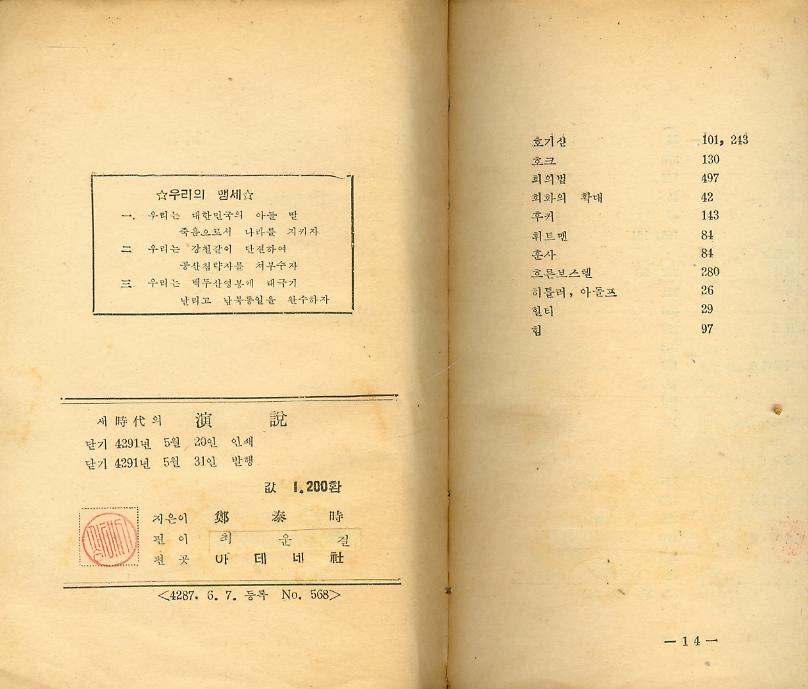 ☆우리의 맹세☆
一. 우리는 대한민국의 아들 딸
죽음으로서 나라를 지키자
二 우리는 강철같이 단결하여
공산침략자를 처부수자
三. 우리는 백두산영봉에 태극기
날리고 남북통일을 완수하자
새 時代의 演說
단기 4291년 5월 20일 인쇄
단기 4291년 5월 31일 발행
값 1.200환
지은이 鄭泰時
편이 최운걸
편곳 아데네社
<4287. 6. 7. 등록 No. 568>
호기신 101, 243
호크 130
회의법 497
회화의 확대 42
후커 143
휘트맨 84
훈사 84
흐른보스텔 280
히틀러, 아돌프 26
힐티 29
힘 97
— 1 4 —